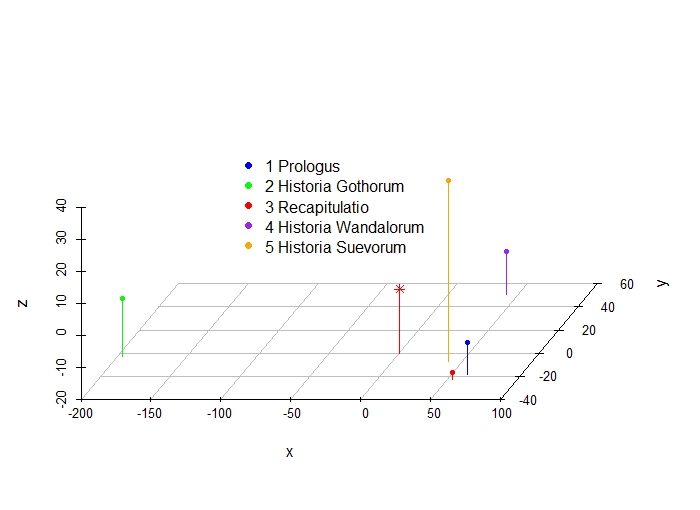 1 Prologus
2 Historia Gothorum
3 Recapitulatio
4 Historia Wandalorum
5 Historia Suevorum
40
30
20
10
0
-10
-20
z
60
40
20
0
-20
-40
y
-200 -150 -100 -50 0 50 100
x